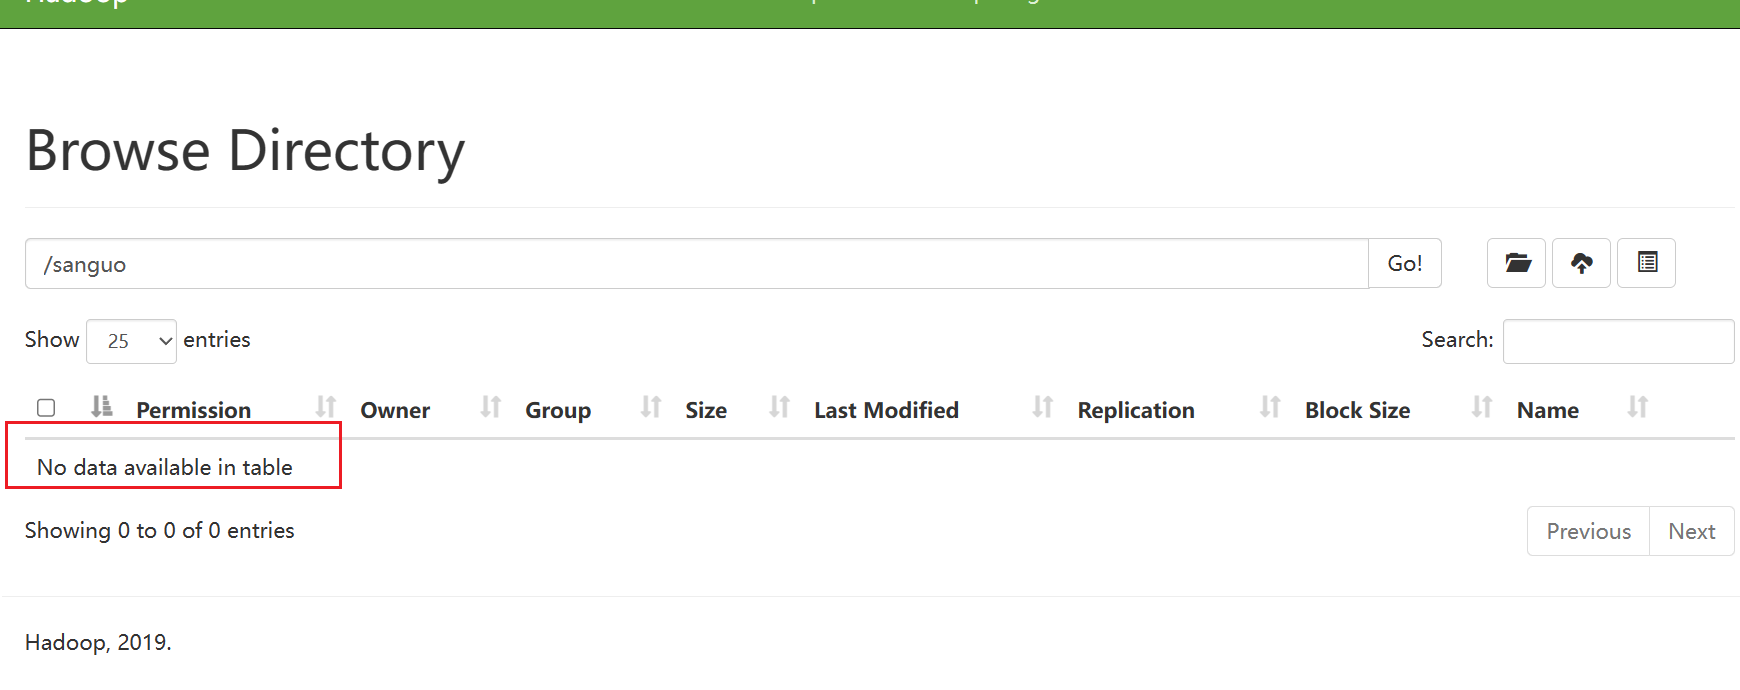 Hadoop
Browse Directory
/sanguo Go!
Show 25 entries Search:
Permission Owner Group Size Last Modified Replication Block Size Name
No data available in table
Showing 0 to 0 of 0 entries Previous Next
Hadoop, 2019.